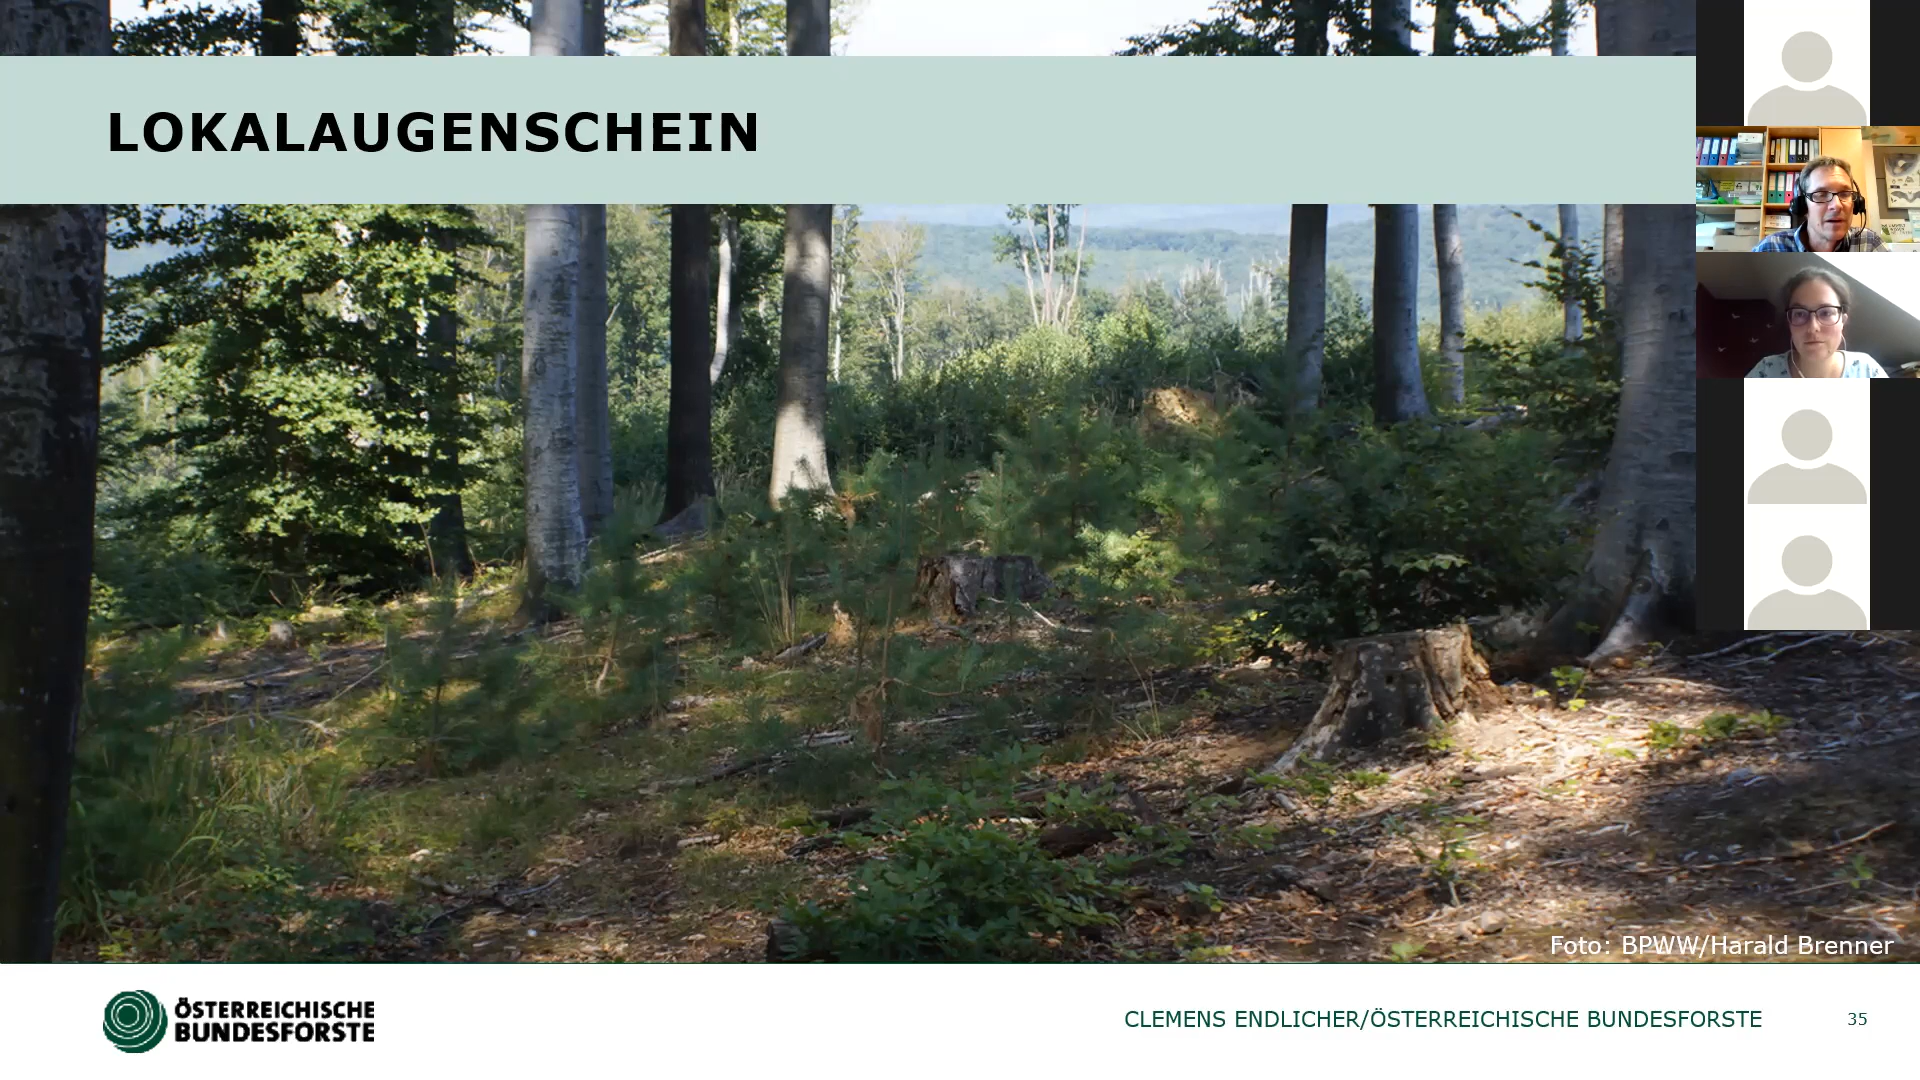 LOKALAUGENSCHEIN
Foto: BPWW/Harald Brenner
ÖSTERREICHISCHE
BUNDESFORSTE
CLEMENS ENDLICHER/ÖSTERREICHISCHE BUNDESFORSTE
35